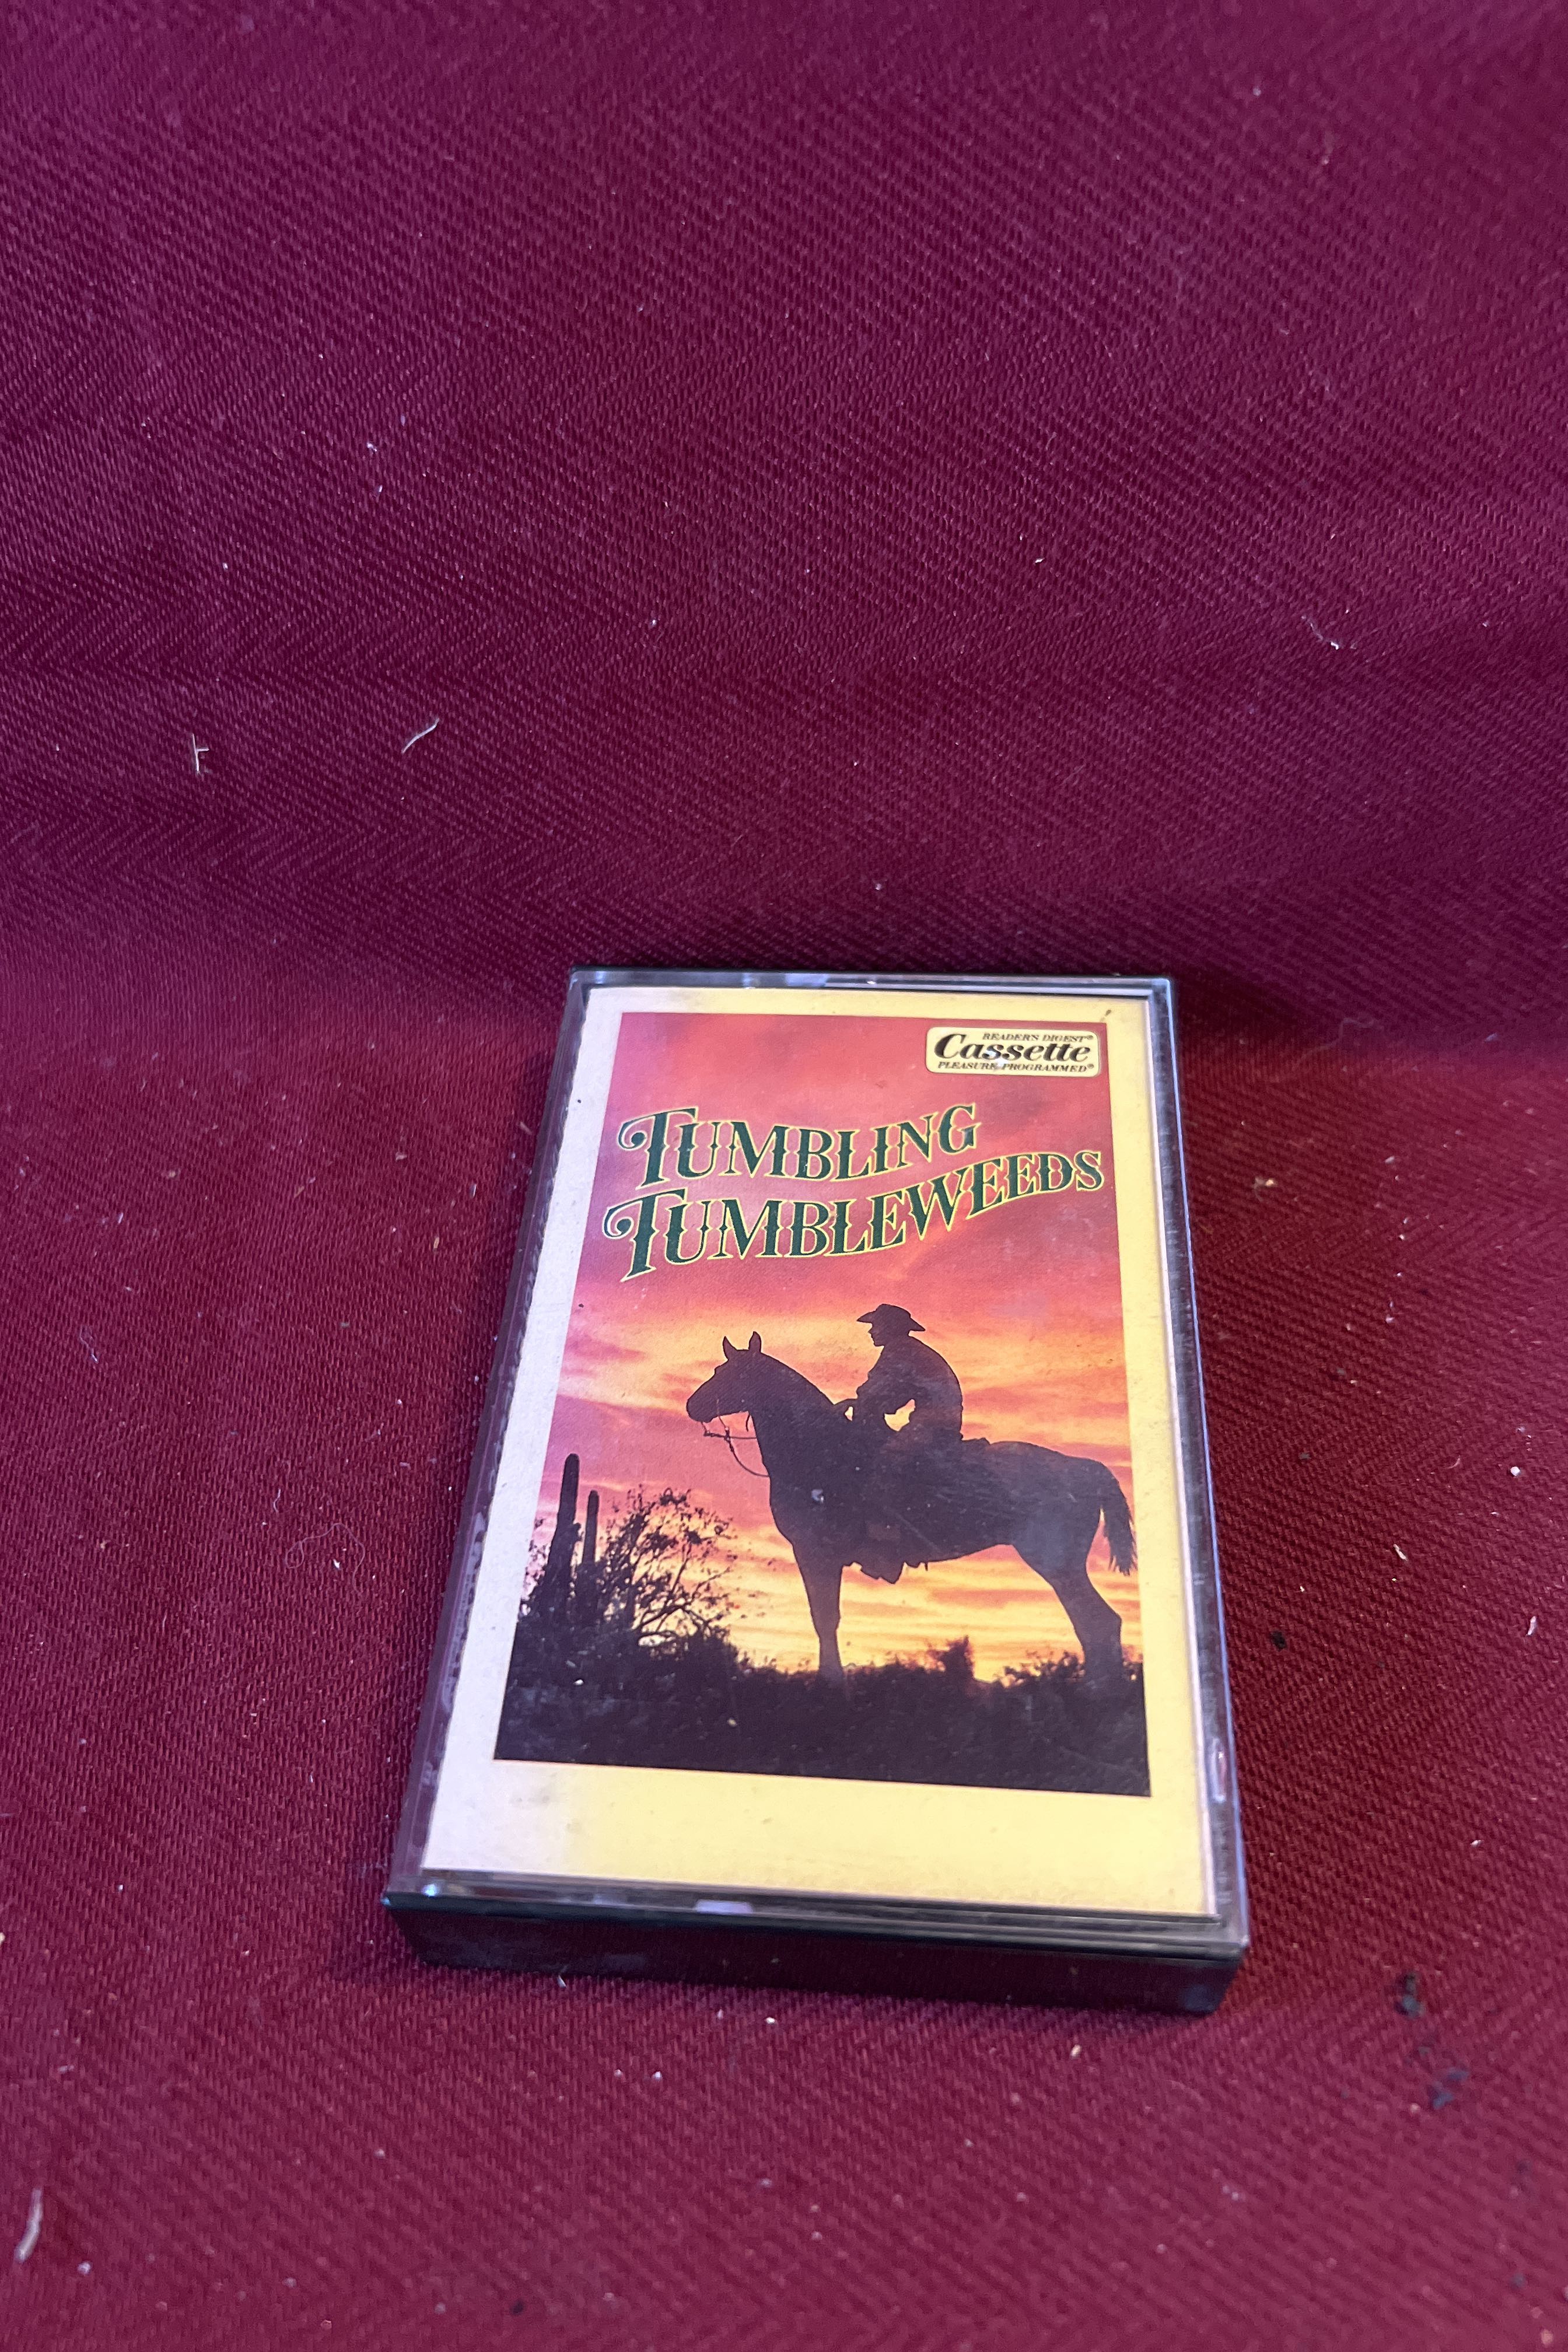 READER'S DIGEST®
Cassette
PLEASURE PROGRAMMED®
TUMBLING
TUMBLEWEEDS